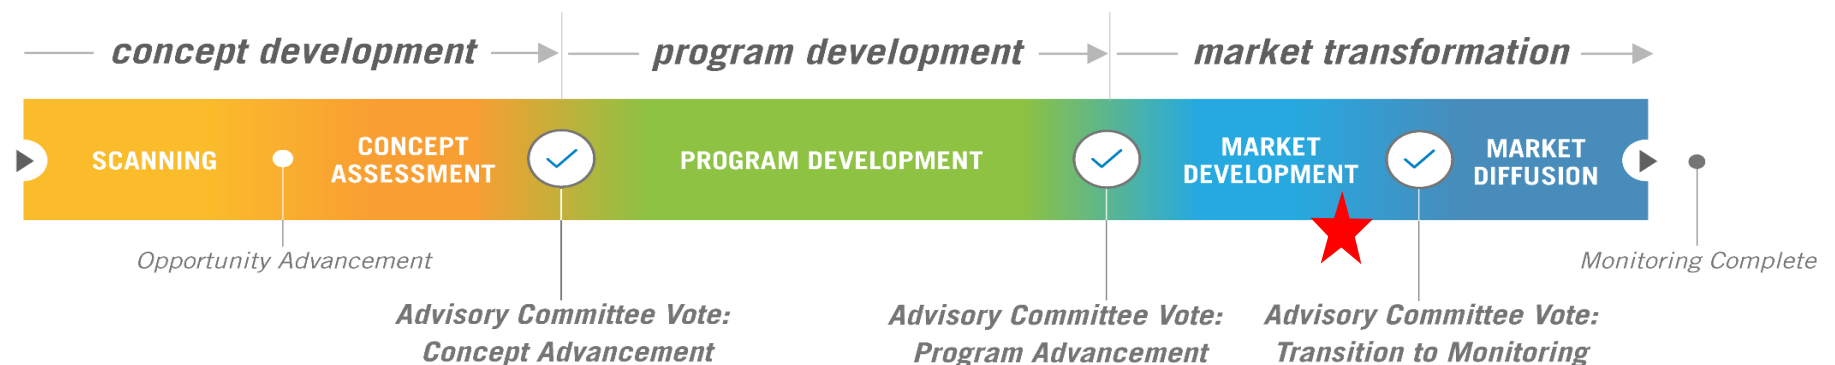 concept development
program development
market transformation
SCANNING
CONCEPT
ASSESSMENT
PROGRAM DEVELOPMENT
MARKET
DEVELOPMENT
MARKET
DIFFUSION
Opportunity Advancement
Monitoring Complete
Advisory Committee Vote:
Concept Advancement
Advisory Committee Vote:
Program Advancement
Advisory Committee Vote:
Transition to Monitoring